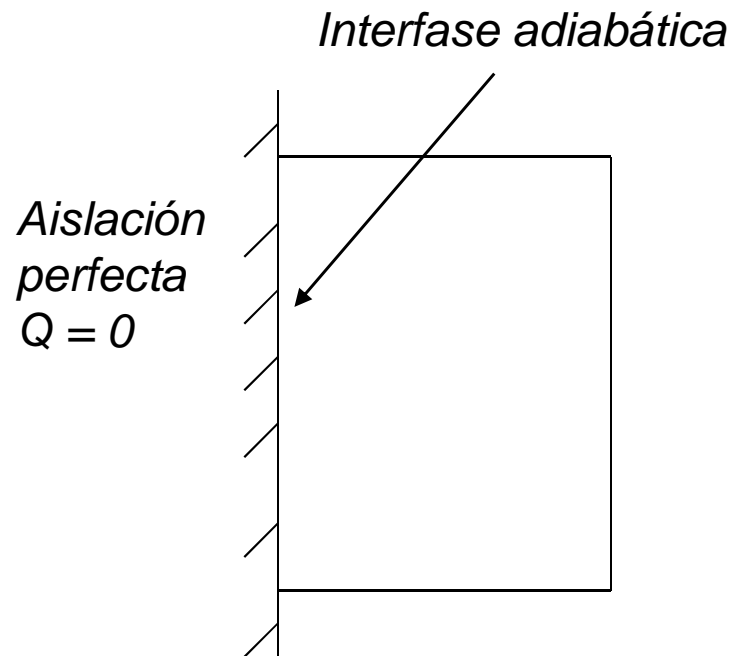 Interfase adiabática
Aislación
perfecta
Q = 0